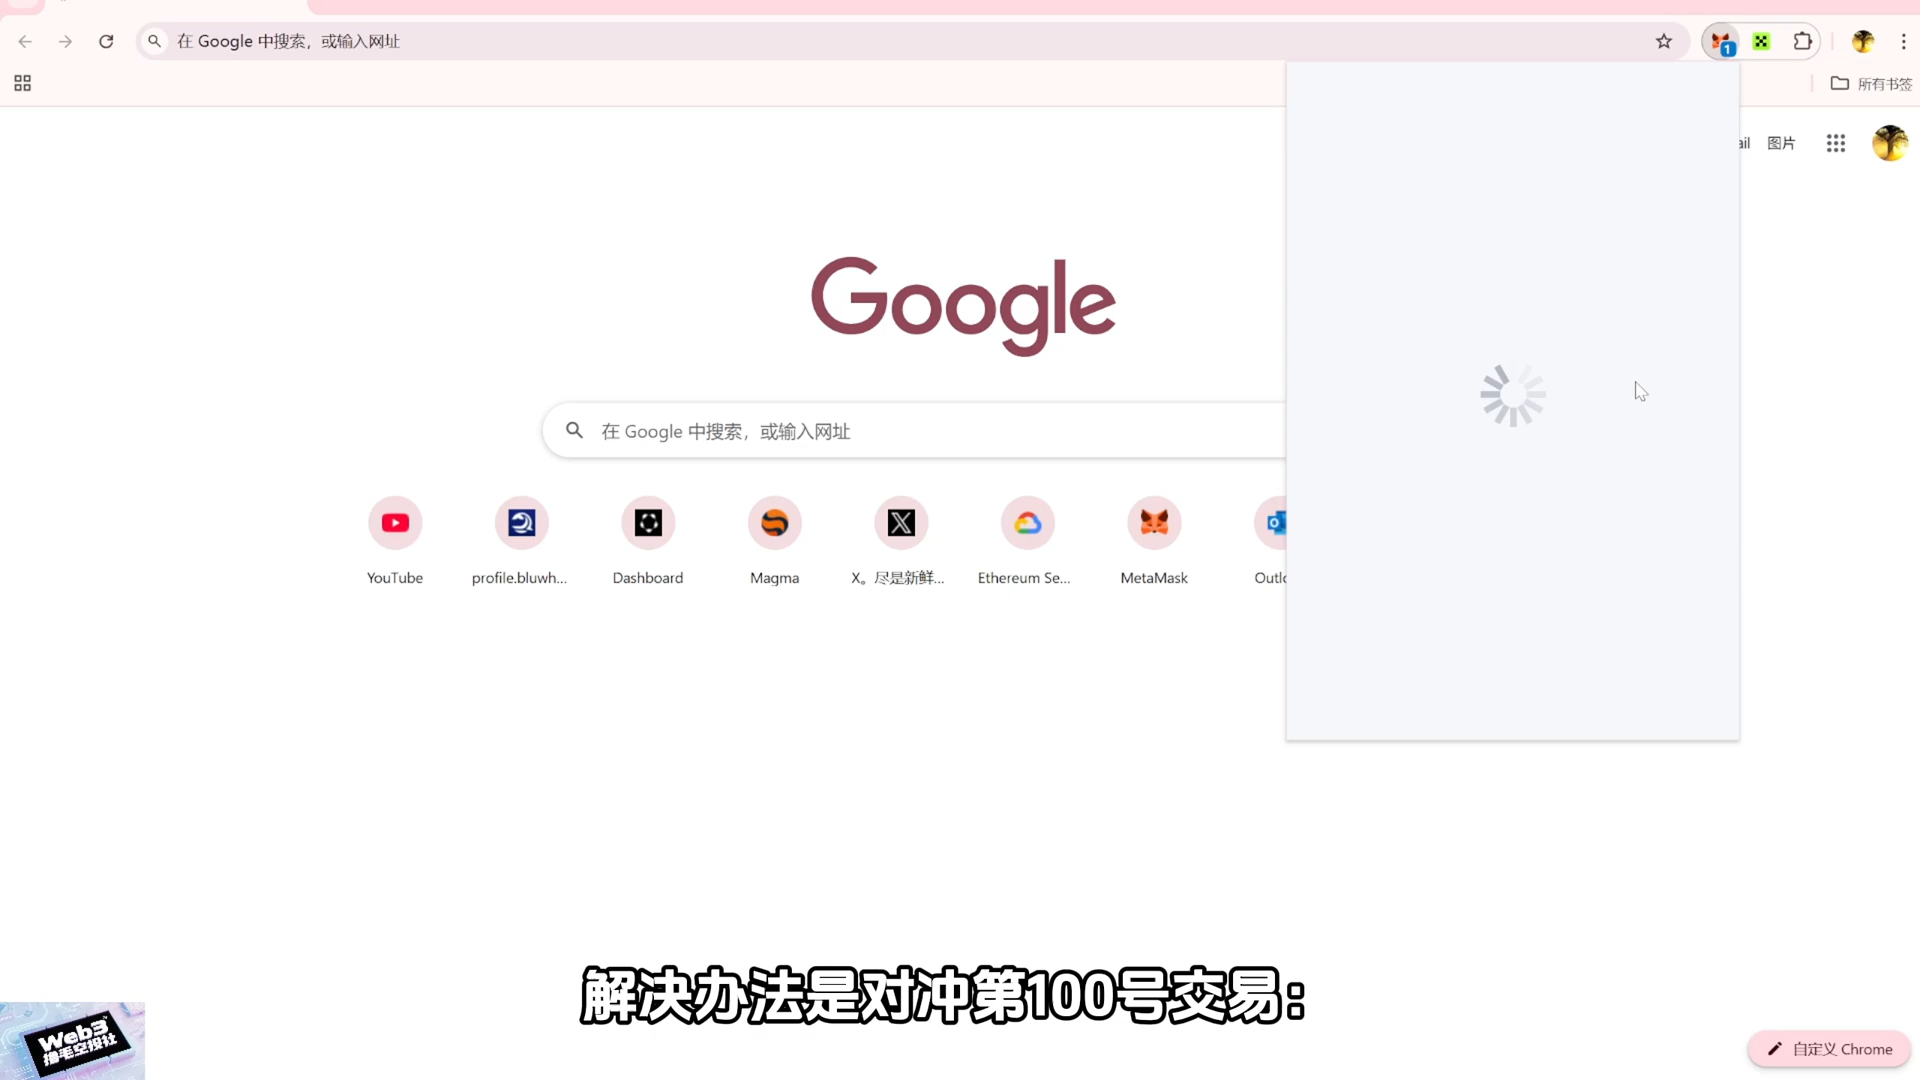 在 Google 中搜索，或输入网址
1
所有书签
ail
图片
Google
在 Google 中搜索，或输入网址
YouTube
profile.bluwh...
Dashboard
Magma
X。尽是新鲜...
Ethereum Se...
MetaMask
Outlo
解决办法是对冲第100号交易：
Web3
撸毛空投社
自定义 Chrome